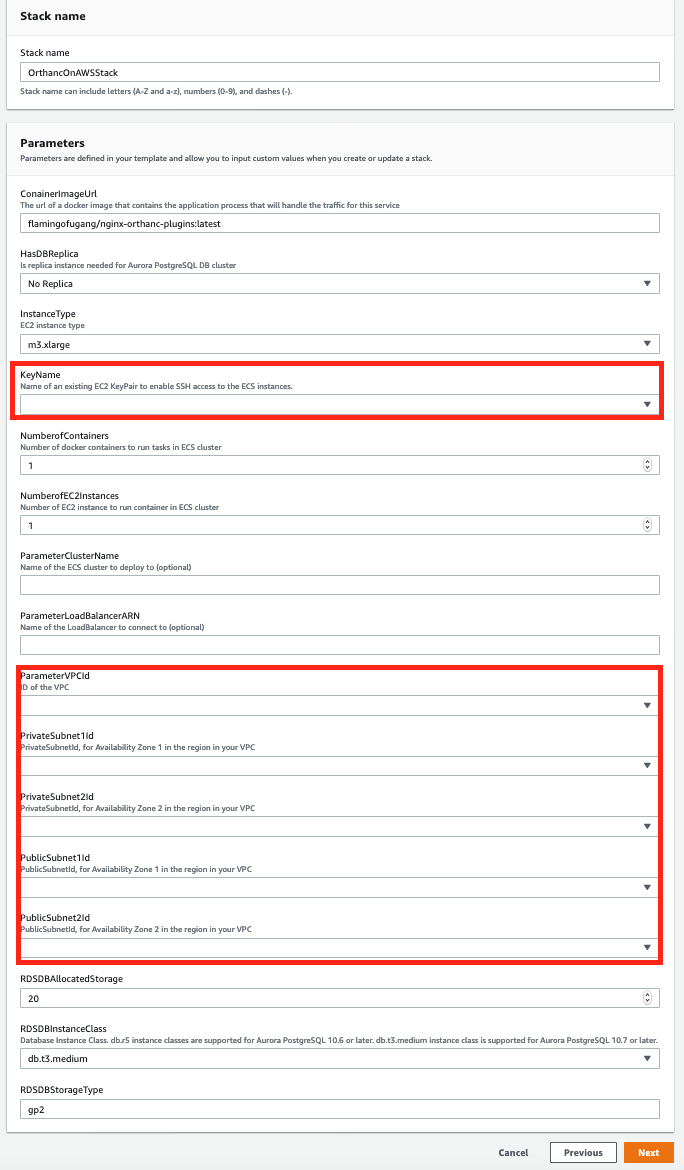 Stack name
Stack name
OrthancOnAWSStack
Stack name can include letters (A-Z and a-z), numbers (0-9), and dashes (-).
Parameters
Parameters are defined in your template and allow you to input custom values when you create or update a stack.
ConainerImageUrl
The url of a docker image that contains the application process that will handle the traffic for this service
flamingofugang/nginx-orthanc-plugins:latest
HasDBReplica
Is replica instance needed for Aurora PostgreSQL DB cluster
No Replica
InstanceType
EC2 instance type
m3.xlarge
KeyName
Name of an existing EC2 KeyPair to enable SSH access to the ECS instances.
NumberofContainers
Number of docker containers to run tasks in ECS cluster
1
NumberofEC2Instances
Number of EC2 instance to run container in ECS cluster
1
ParameterClusterName
Name of the ECS cluster to deploy to (optional)
ParameterLoadBalancerARN
Name of the LoadBalancer to connect to (optional)
ParameterVPCId
ID of the VPC
PrivateSubnet1Id
PrivateSubnetId, for Availability Zone 1 in the region in your VPC
PrivateSubnet2Id
PrivateSubnetId, for Availability Zone 2 in the region in your VPC
PublicSubnet1Id
PublicSubnetId, for Availability Zone 1 in the region in your VPC
PublicSubnet2Id
PublicSubnetId, for Availability Zone 2 in the region in your VPC
RDSDBAllocatedStorage
20
RDSDBInstanceClass
Database Instance Class. db.r5 instance classes are supported for Aurora PostgreSQL 10.6 or later. db.t3.medium instance class is supported for Aurora PostgreSQL 10.7 or later.
db.t3.medium
RDSDBStorageType
gp2
Cancel Previous Next